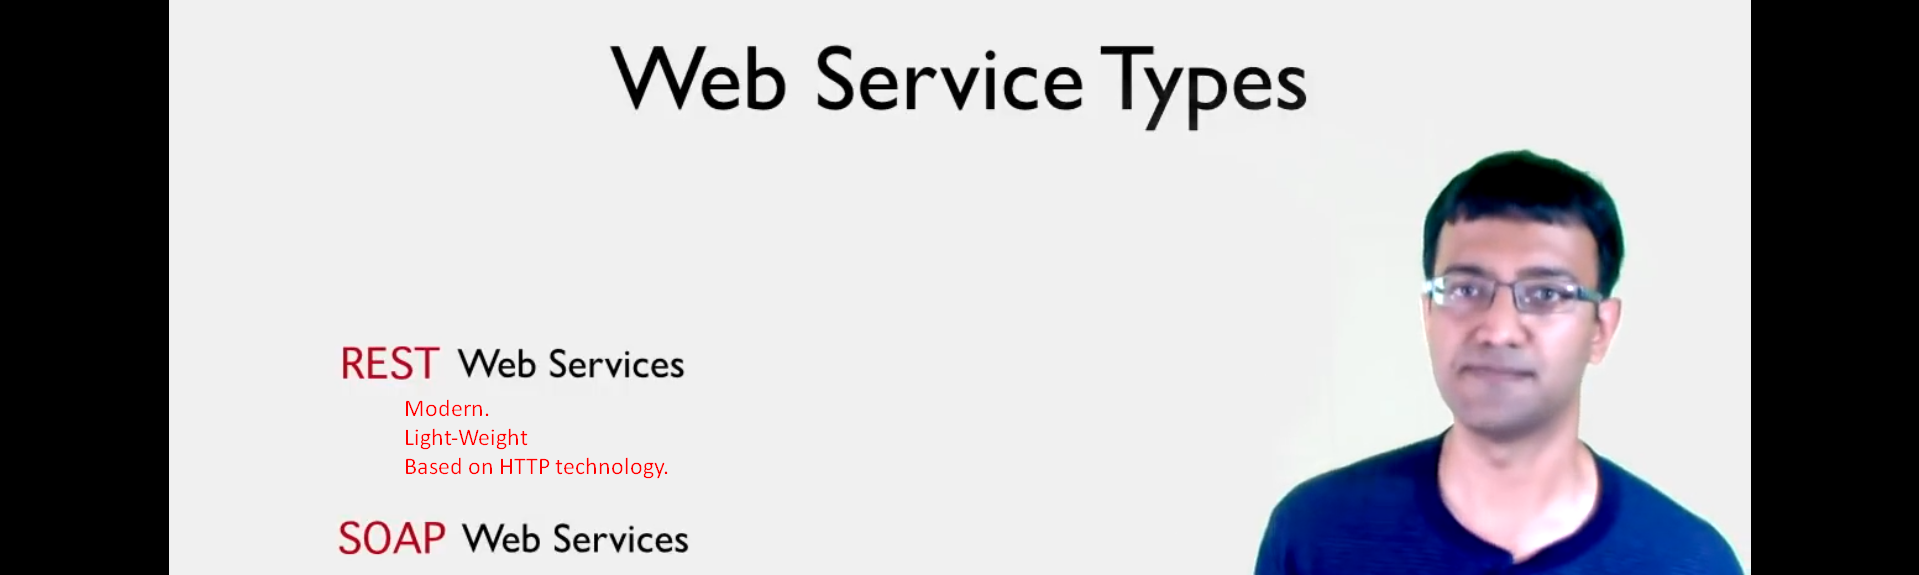 Web Service Types
REST Web Services
Modern.
Light-Weight
Based on HTTP technology.
SOAP Web Services